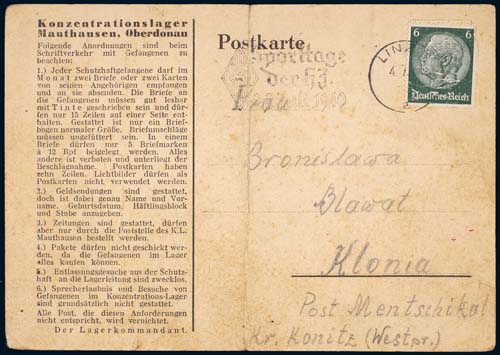 Konzentrationslager
Mauthausen, Oberdonau
Folgende Anordnungen sind beim
Schriftverkehr mit Gefangenen zu
beachten:
1.) Jeder Schutzhaftgefangene darf im
Monat zwei Briefe oder zwei Karten
von seinen Angehörigen empfangen
und an sie absenden. Die Briefe an
die Gefangenen müssen gut lesbar
mit Tinte geschrieben sein und dür-
fen nur 15 Zeilen auf einer Seite ent-
halten. Gestattet ist nur ein Brief-
bogen normaler Größe. Briefumschläge
müssen ungefüttert sein. In einem
Briefe dürfen nur 5 Briefmarken
à 12 Rpf beigelegt werden. Alles
andere ist verboten und unterliegt der
Beschlagnahme. Postkarten haben
zehn Zeilen. Lichtbilder dürfen als
Postkarten nicht verwendet werden.
2.) Geldsendungen sind gestattet,
doch ist dabei genau Name und Vor-
name, Geburtsdatum, Häftlingsblock
und Stube anzugeben.
3.) Zeitungen sind gestattet, dürfen
aber nur durch die Poststelle des K.L.
Mauthausen bestellt werden.
4.) Pakete dürfen nicht geschickt wer-
den, da die Gefangenen im Lager
alles kaufen können.
5.) Entlassungsgesuche aus der Schutz-
haft an die Lagerleitung sind zwecklos.
6.) Sprecherlaubnis und Besuche von
Gefangenen im Konzentrations-Lager
sind grundsätzlich nicht gestattet.
Alle Post, die diesen Anforderungen
nicht entspricht, wird vernichtet.
Der Lagerkommandant.
Postkarte
Sporttage
der HJ.
1940
LINZ
4.
a
6 6
Deutsches Reich
Frau
Bronislawa
Blawat
Klonia
Post Mentschikal
Kr. Konitz (Westpr.)